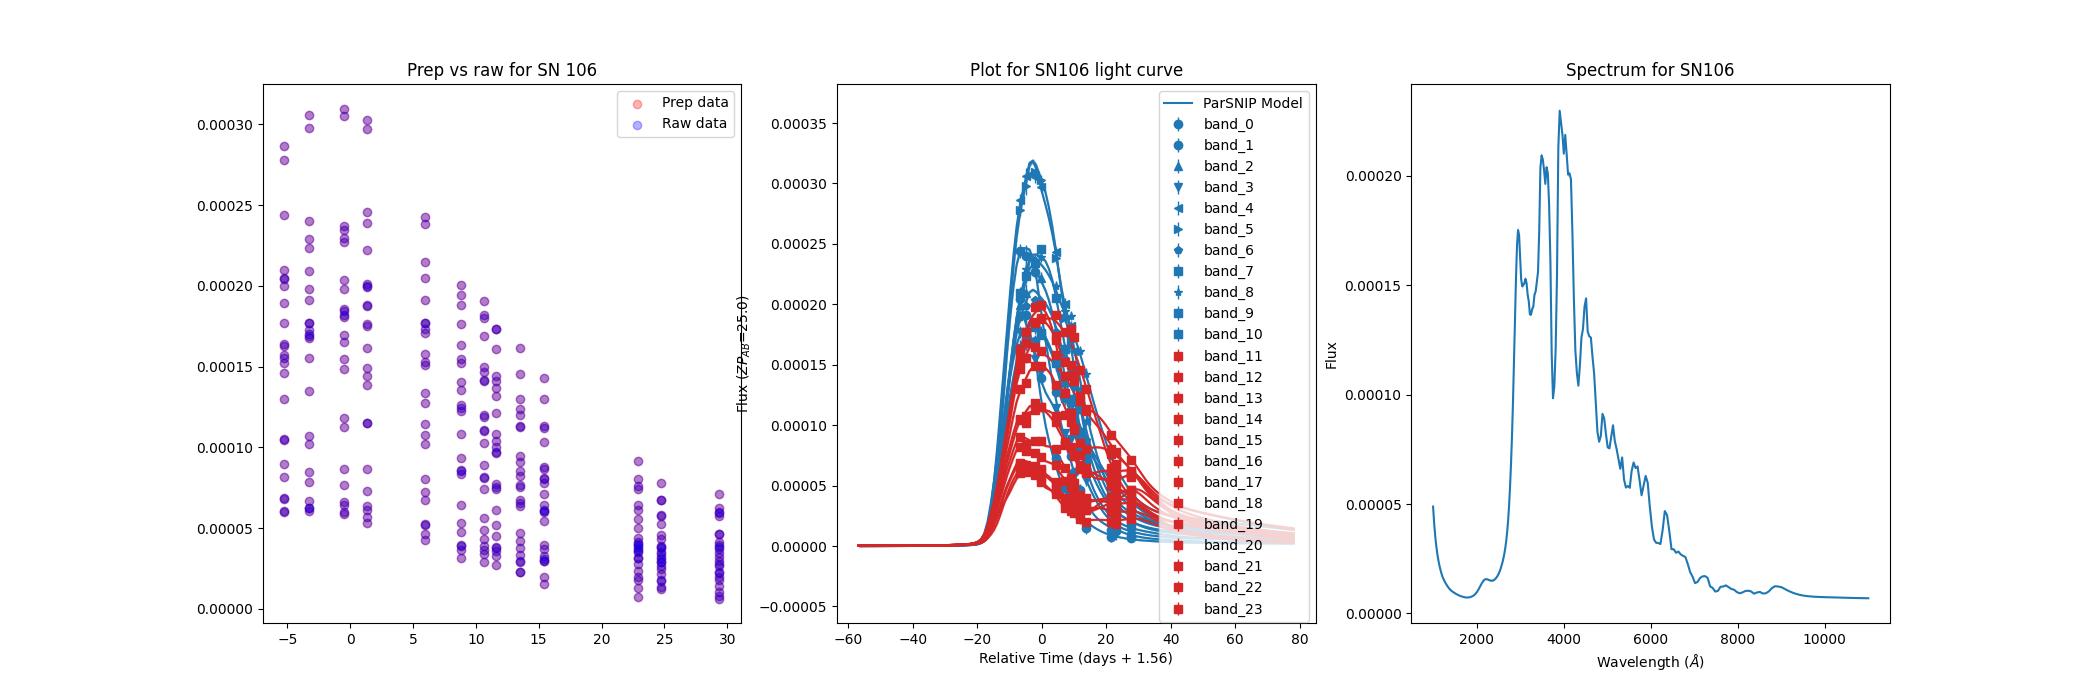 Prep vs raw for SN 106
Prep data
Raw data
0.00030
0.00025
0.00020
0.00015
0.00010
0.00005
0.00000
−5 0 5 10 15 20 25 30
Plot for SN106 light curve
Flux (ZP_AB=25.0)
0.00035
0.00030
0.00025
0.00020
0.00015
0.00010
0.00005
0.00000
−0.00005
ParSNIP Model
band_0
band_1
band_2
band_3
band_4
band_5
band_6
band_7
band_8
band_9
band_10
band_11
band_12
band_13
band_14
band_15
band_16
band_17
band_18
band_19
band_20
band_21
band_22
band_23
−60 −40 −20 0 20 40 60 80
Relative Time (days + 1.56)
Spectrum for SN106
Flux
0.00020
0.00015
0.00010
0.00005
0.00000
2000 4000 6000 8000 10000
Wavelength (Å)